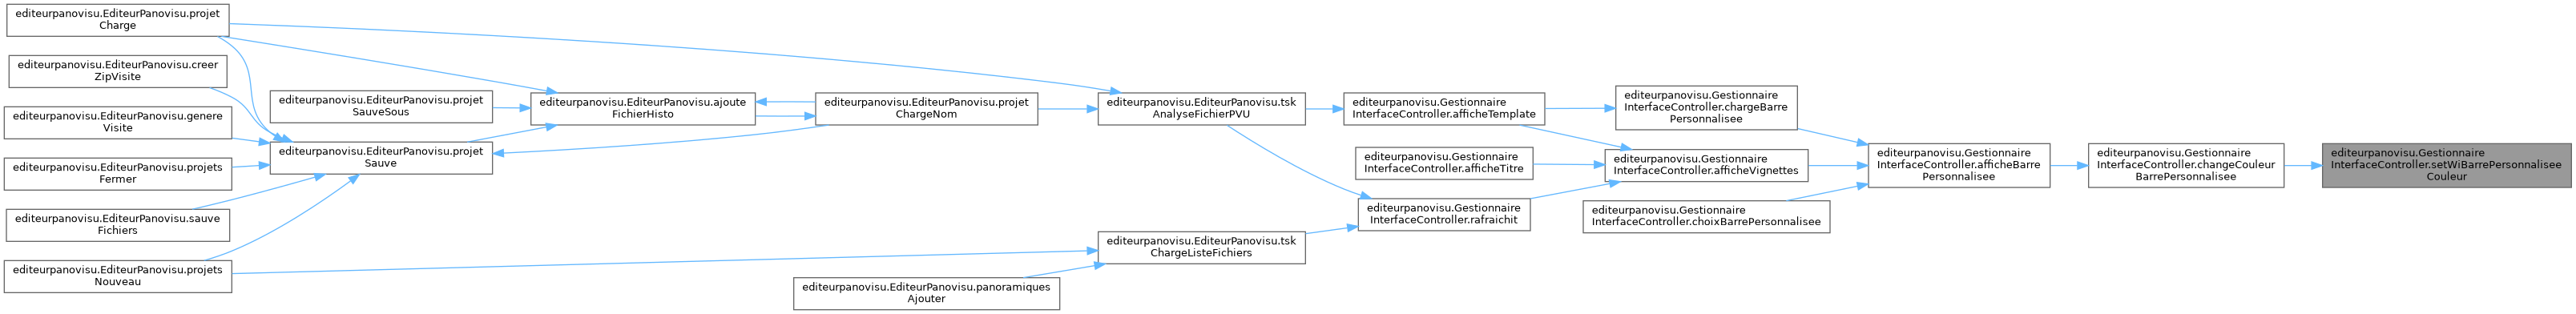 editeurpanovisu.EditeurPanovisu.projet
Charge
editeurpanovisu.EditeurPanovisu.creer
ZipVisite
editeurpanovisu.EditeurPanovisu.genere
Visite
editeurpanovisu.EditeurPanovisu.projets
Fermer
editeurpanovisu.EditeurPanovisu.sauve
Fichiers
editeurpanovisu.EditeurPanovisu.projets
Nouveau
editeurpanovisu.EditeurPanovisu.projet
SauveSous
editeurpanovisu.EditeurPanovisu.projet
Sauve
editeurpanovisu.EditeurPanovisu.ajoute
FichierHisto
editeurpanovisu.EditeurPanovisu.projet
ChargeNom
editeurpanovisu.EditeurPanovisu.panoramiques
Ajouter
editeurpanovisu.EditeurPanovisu.tsk
AnalyseFichierPVU
editeurpanovisu.EditeurPanovisu.tsk
ChargeListeFichiers
editeurpanovisu.Gestionnaire
InterfaceController.afficheTemplate
editeurpanovisu.Gestionnaire
InterfaceController.afficheTitre
editeurpanovisu.Gestionnaire
InterfaceController.rafraichit
editeurpanovisu.Gestionnaire
InterfaceController.chargeBarre
Personnalisee
editeurpanovisu.Gestionnaire
InterfaceController.afficheVignettes
editeurpanovisu.Gestionnaire
InterfaceController.choixBarrePersonnalisee
editeurpanovisu.Gestionnaire
InterfaceController.afficheBarre
Personnalisee
editeurpanovisu.Gestionnaire
InterfaceController.changeCouleur
BarrePersonnalisee
editeurpanovisu.Gestionnaire
InterfaceController.setWiBarrePersonnalisee
Couleur